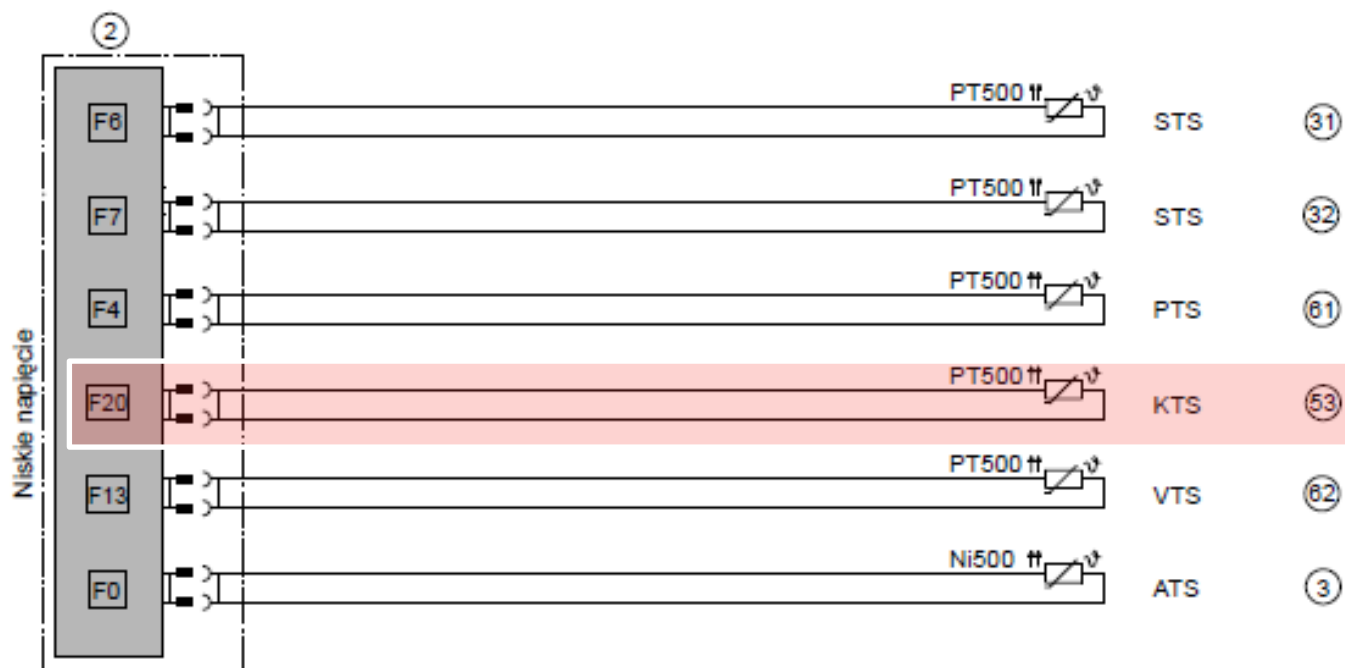 2
Niskie napięcie
F6 PT500 STS 31
F7 PT500 STS 32
F4 PT500 PTS 61
F20 PT500 KTS 53
F13 PT500 VTS 62
F0 Ni500 ATS 3